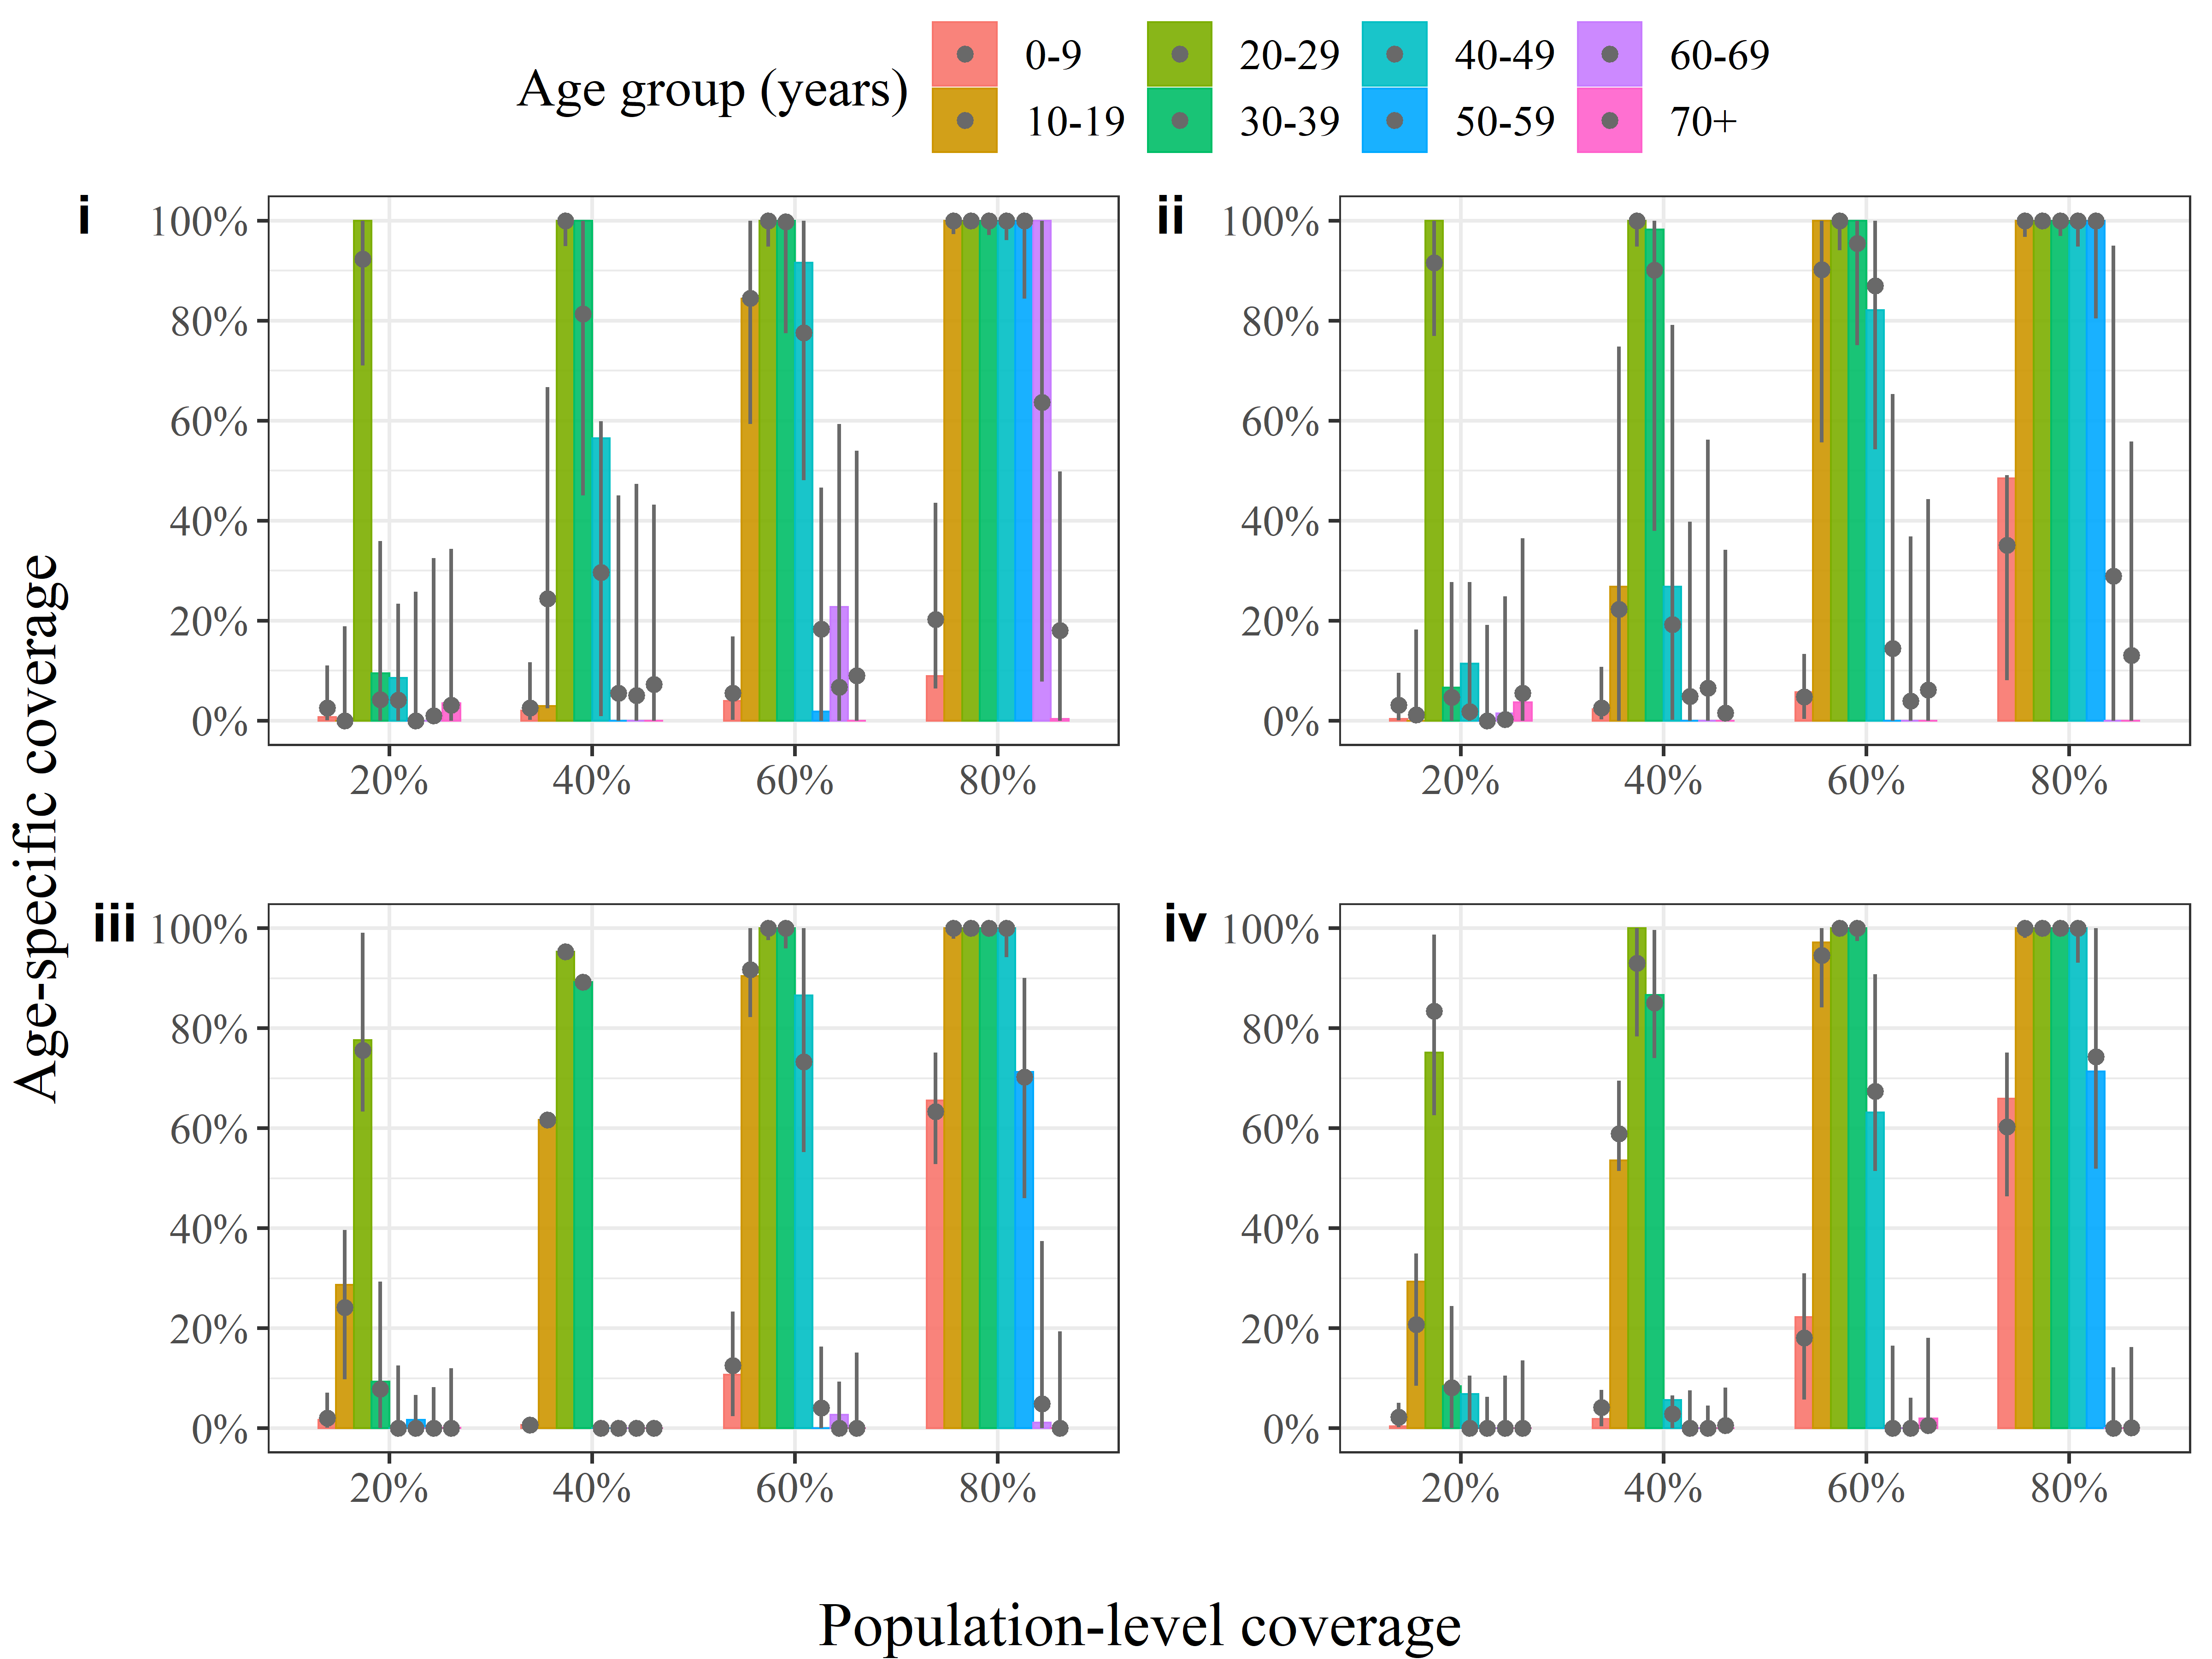 Age group (years)
0-9 20-29 40-49 60-69
10-19 30-39 50-59 70+
i ii
100% 100%
80% 80%
60% 60%
40% 40%
20% 20%
0% 0%
20% 40% 60% 80% 20% 40% 60% 80%
Age-specific coverage
iii iv
100% 100%
80% 80%
60% 60%
40% 40%
20% 20%
0% 0%
20% 40% 60% 80% 20% 40% 60% 80%
Population-level coverage